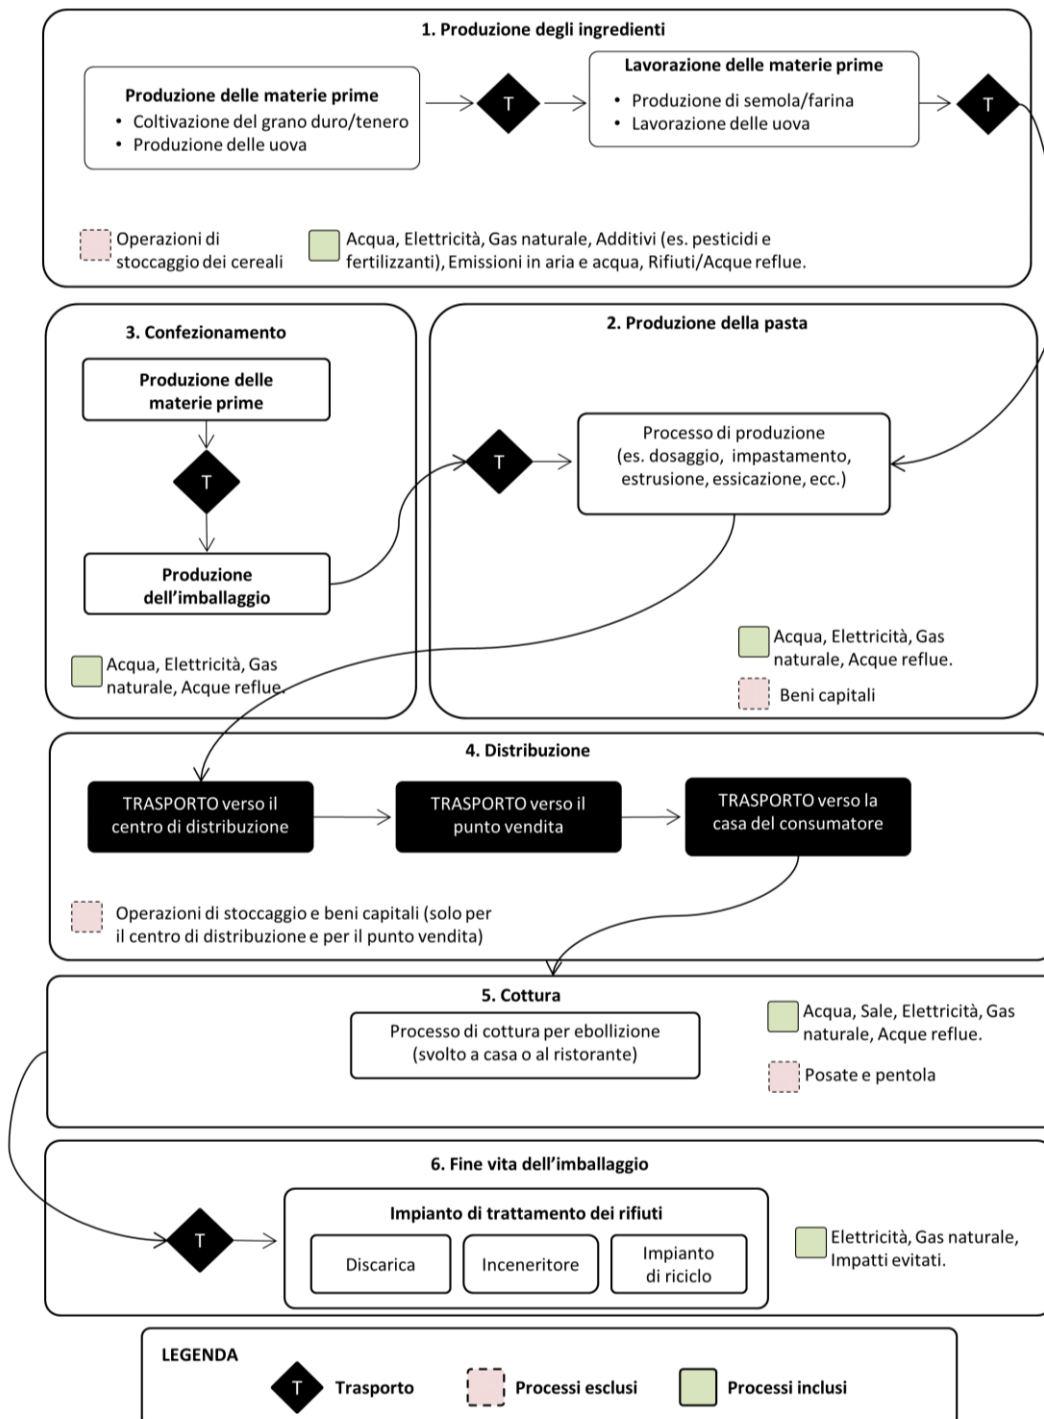 1. Produzione degli ingredienti
Produzione delle materie prime
• Coltivazione del grano duro/tenero
• Produzione delle uova
T
Lavorazione delle materie prime
• Produzione di semola/farina
• Lavorazione delle uova
T
Operazioni di
stoccaggio dei cereali
Acqua, Elettricità, Gas naturale, Additivi (es. pesticidi e
fertilizzanti), Emissioni in aria e acqua, Rifiuti/Acque reflue.
3. Confezionamento
Produzione delle
materie prime
T
Produzione
dell'imballaggio
Acqua, Elettricità, Gas
naturale, Acque reflue.
2. Produzione della pasta
T
Processo di produzione
(es. dosaggio, impastamento,
estrusione, essicazione, ecc.)
Acqua, Elettricità, Gas
naturale, Acque reflue.
Beni capitali
4. Distribuzione
TRASPORTO verso il
centro di distribuzione
TRASPORTO verso il
punto vendita
TRASPORTO verso la
casa del consumatore
Operazioni di stoccaggio e beni capitali (solo per
il centro di distribuzione e per il punto vendita)
5. Cottura
Processo di cottura per ebollizione
(svolto a casa o al ristorante)
Acqua, Sale, Elettricità, Gas
naturale, Acque reflue.
Posate e pentola
6. Fine vita dell'imballaggio
T
Impianto di trattamento dei rifiuti
Discarica
Inceneritore
Impianto
di riciclo
Elettricità, Gas naturale,
Impatti evitati.
LEGENDA
T
Trasporto
Processi esclusi
Processi inclusi